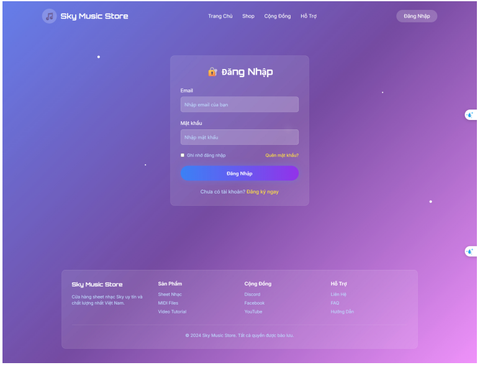 Sky Music Store
Trang Chủ Shop Cộng Đồng Hỗ Trợ
Đăng Nhập
Đăng Nhập
Email
Nhập email của bạn
Mật khẩu
Nhập mật khẩu
Ghi nhớ đăng nhập Quên mật khẩu?
Đăng Nhập
Chưa có tài khoản? Đăng ký ngay
Sky Music Store
Cửa hàng sheet nhạc Sky uy tín và
chất lượng nhất Việt Nam.
Sản Phẩm
Sheet Nhạc
MIDI Files
Video Tutorial
Cộng Đồng
Discord
Facebook
YouTube
Hỗ Trợ
Liên Hệ
FAQ
Hướng Dẫn
© 2024 Sky Music Store. Tất cả quyền được bảo lưu.